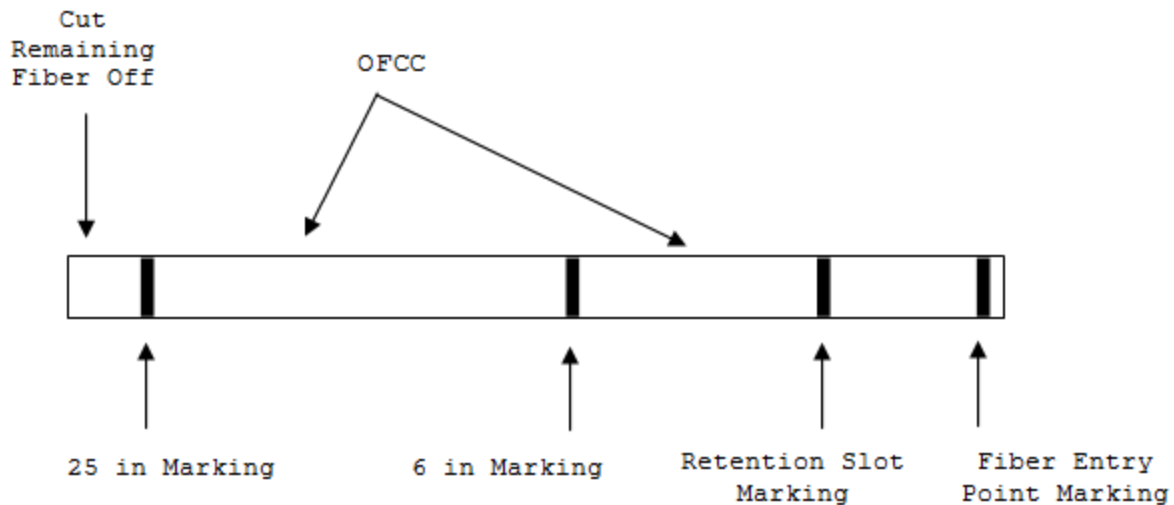 Cut
Remaining
Fiber Off
OFCC
25 in Marking
6 in Marking
Retention Slot
Marking
Fiber Entry
Point Marking